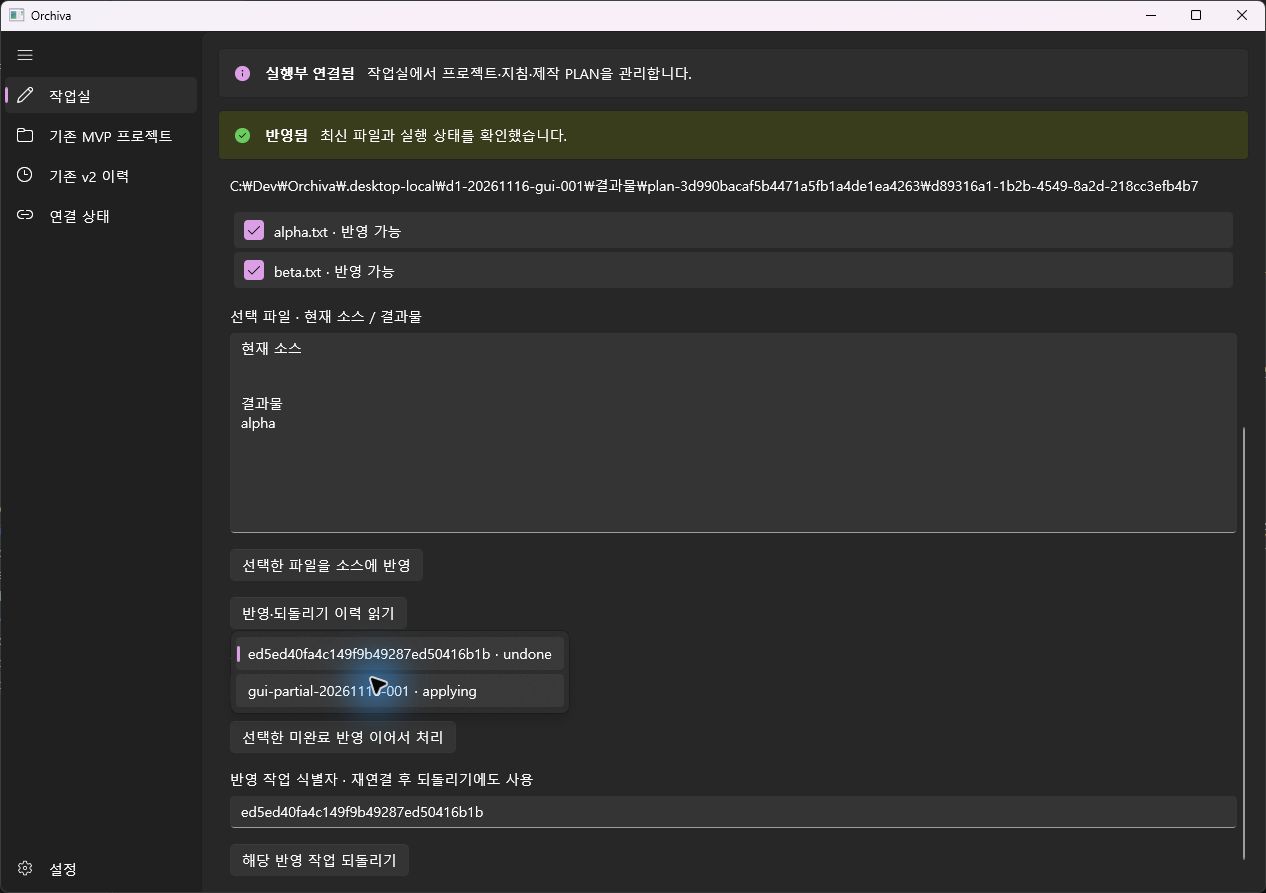 Orchiva
작업실
기존 MVP 프로젝트
기존 v2 이력
연결 상태
설정
실행부 연결됨 작업실에서 프로젝트·지침·제작 PLAN을 관리합니다.
반영됨 최신 파일과 실행 상태를 확인했습니다.
C:₩Dev₩Orchiva₩.desktop-local₩d1-20261116-gui-001₩결과물₩plan-3d990bacaf5b4471a5fb1a4de1ea4263₩d89316a1-1b2b-4549-8a2d-218cc3efb4b7
alpha.txt · 반영 가능
beta.txt · 반영 가능
선택 파일 · 현재 소스 / 결과물
현재 소스
결과물
alpha
선택한 파일을 소스에 반영
반영·되돌리기 이력 읽기
ed5ed40fa4c149f9b49287ed50416b1b · undone
· applying
선택한 미완료 반영 이어서 처리
반영 작업 식별자 · 재연결 후 되돌리기에도 사용
ed5ed40fa4c149f9b49287ed50416b1b
해당 반영 작업 되돌리기